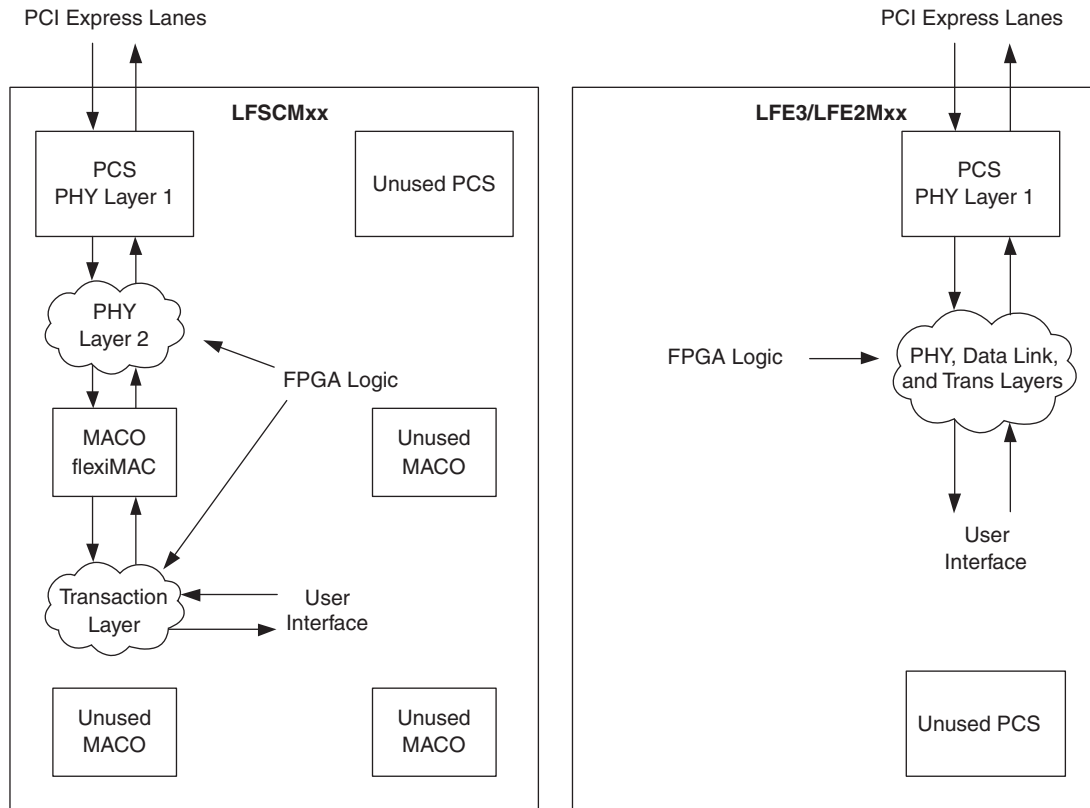 PCI Express Lanes
LFSCMxx
PCS
PHY Layer 1
Unused PCS
PHY
Layer 2
FPGA Logic
MACO
flexiMAC
Unused
MACO
Transaction
Layer
User
Interface
Unused
MACO
Unused
MACO
PCI Express Lanes
LFE3/LFE2Mxx
PCS
PHY Layer 1
FPGA Logic
PHY, Data Link,
and Trans Layers
User
Interface
Unused PCS